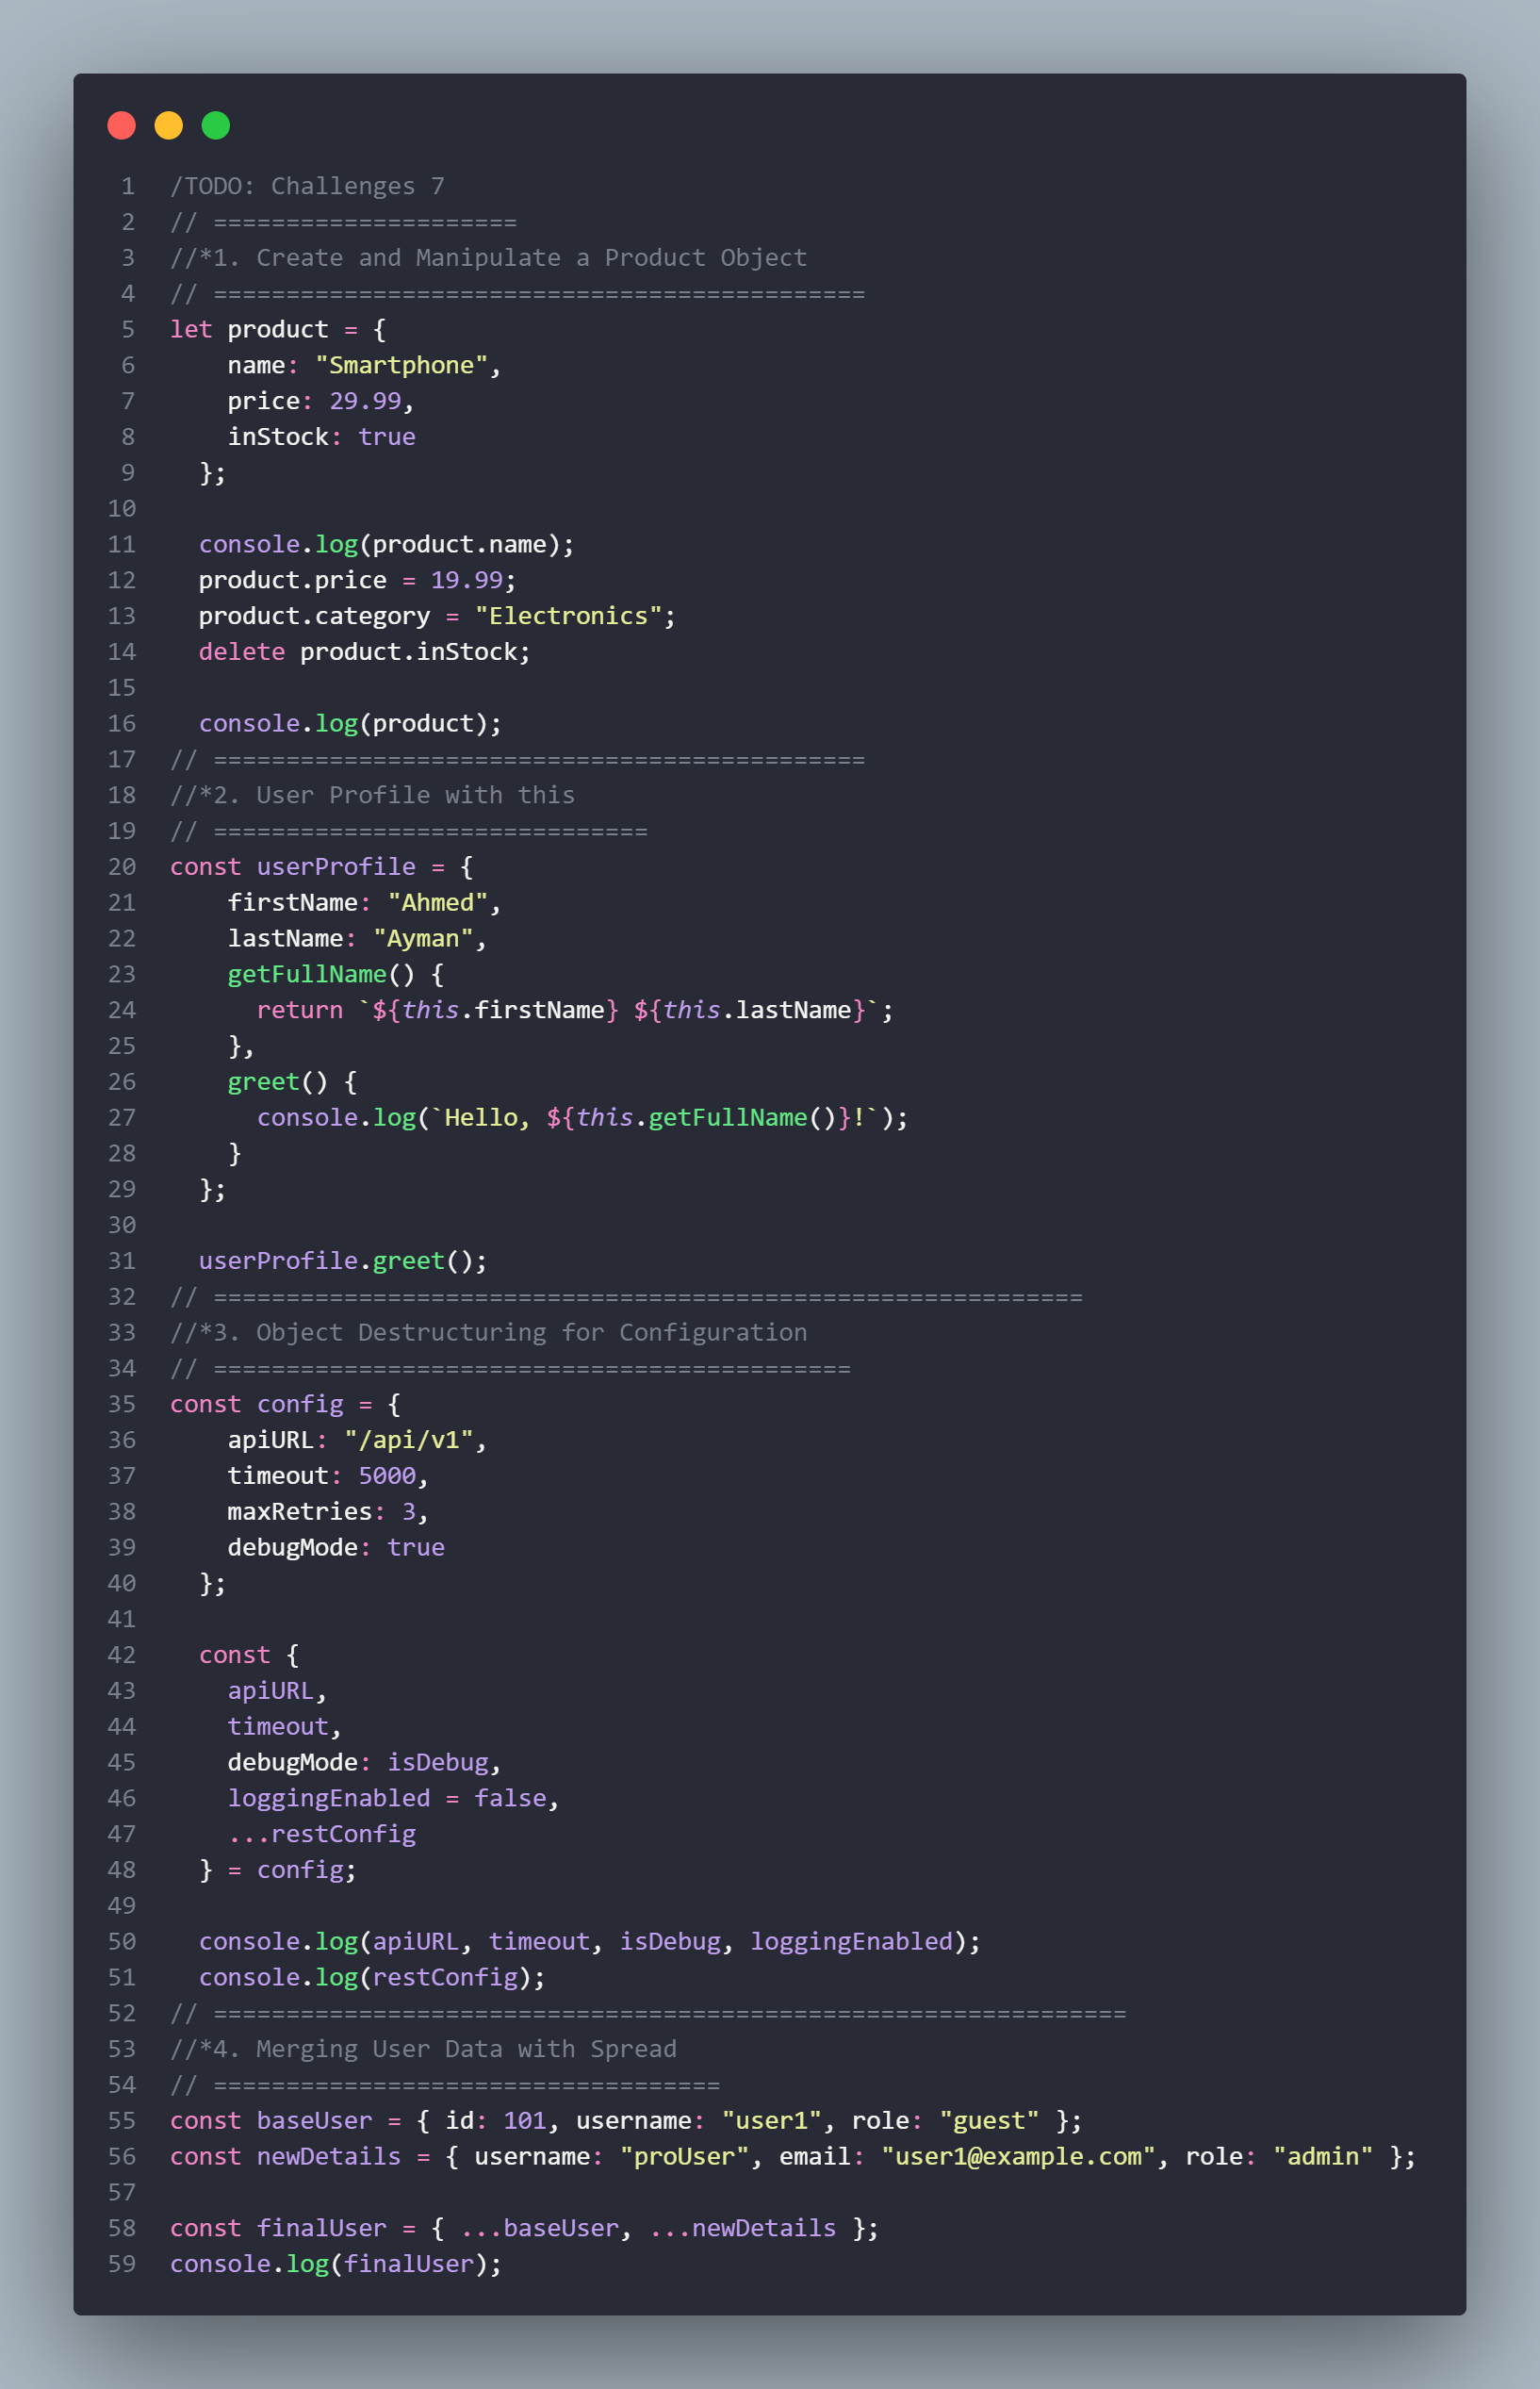 1 /TODO: Challenges 7
2 // =====================
3 //*1. Create and Manipulate a Product Object
4 // =============================================
5 let product = {
6     name: "Smartphone",
7     price: 29.99,
8     inStock: true
9   };
10
11   console.log(product.name);
12   product.price = 19.99;
13   product.category = "Electronics";
14   delete product.inStock;
15
16   console.log(product);
17 // =============================================
18 //*2. User Profile with this
19 // ==============================
20 const userProfile = {
21     firstName: "Ahmed",
22     lastName: "Ayman",
23     getFullName() {
24       return `${this.firstName} ${this.lastName}`;
25     },
26     greet() {
27       console.log(`Hello, ${this.getFullName()}!`);
28     }
29   };
30
31   userProfile.greet();
32 // ============================================================
33 //*3. Object Destructuring for Configuration
34 // ============================================
35 const config = {
36     apiURL: "/api/v1",
37     timeout: 5000,
38     maxRetries: 3,
39     debugMode: true
40   };
41
42   const {
43     apiURL,
44     timeout,
45     debugMode: isDebug,
46     loggingEnabled = false,
47     ...restConfig
48   } = config;
49
50   console.log(apiURL, timeout, isDebug, loggingEnabled);
51   console.log(restConfig);
52 // ===============================================================
53 //*4. Merging User Data with Spread
54 // ===================================
55 const baseUser = { id: 101, username: "user1", role: "guest" };
56 const newDetails = { username: "proUser", email: "user1@example.com", role: "admin" };
57
58 const finalUser = { ...baseUser, ...newDetails };
59 console.log(finalUser);